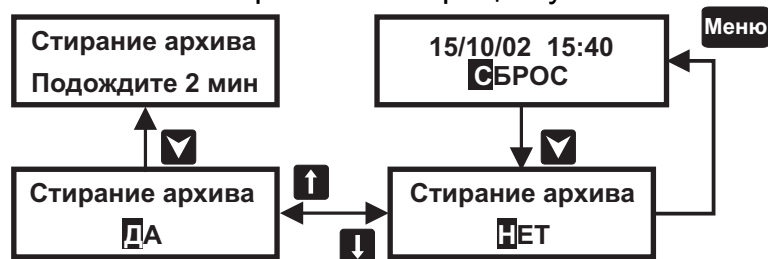 Меню
Стирание архива
Подождите 2 мин
15/10/02 15:40
СБРОС
Стирание архива
ДА
Стирание архива
НЕТ